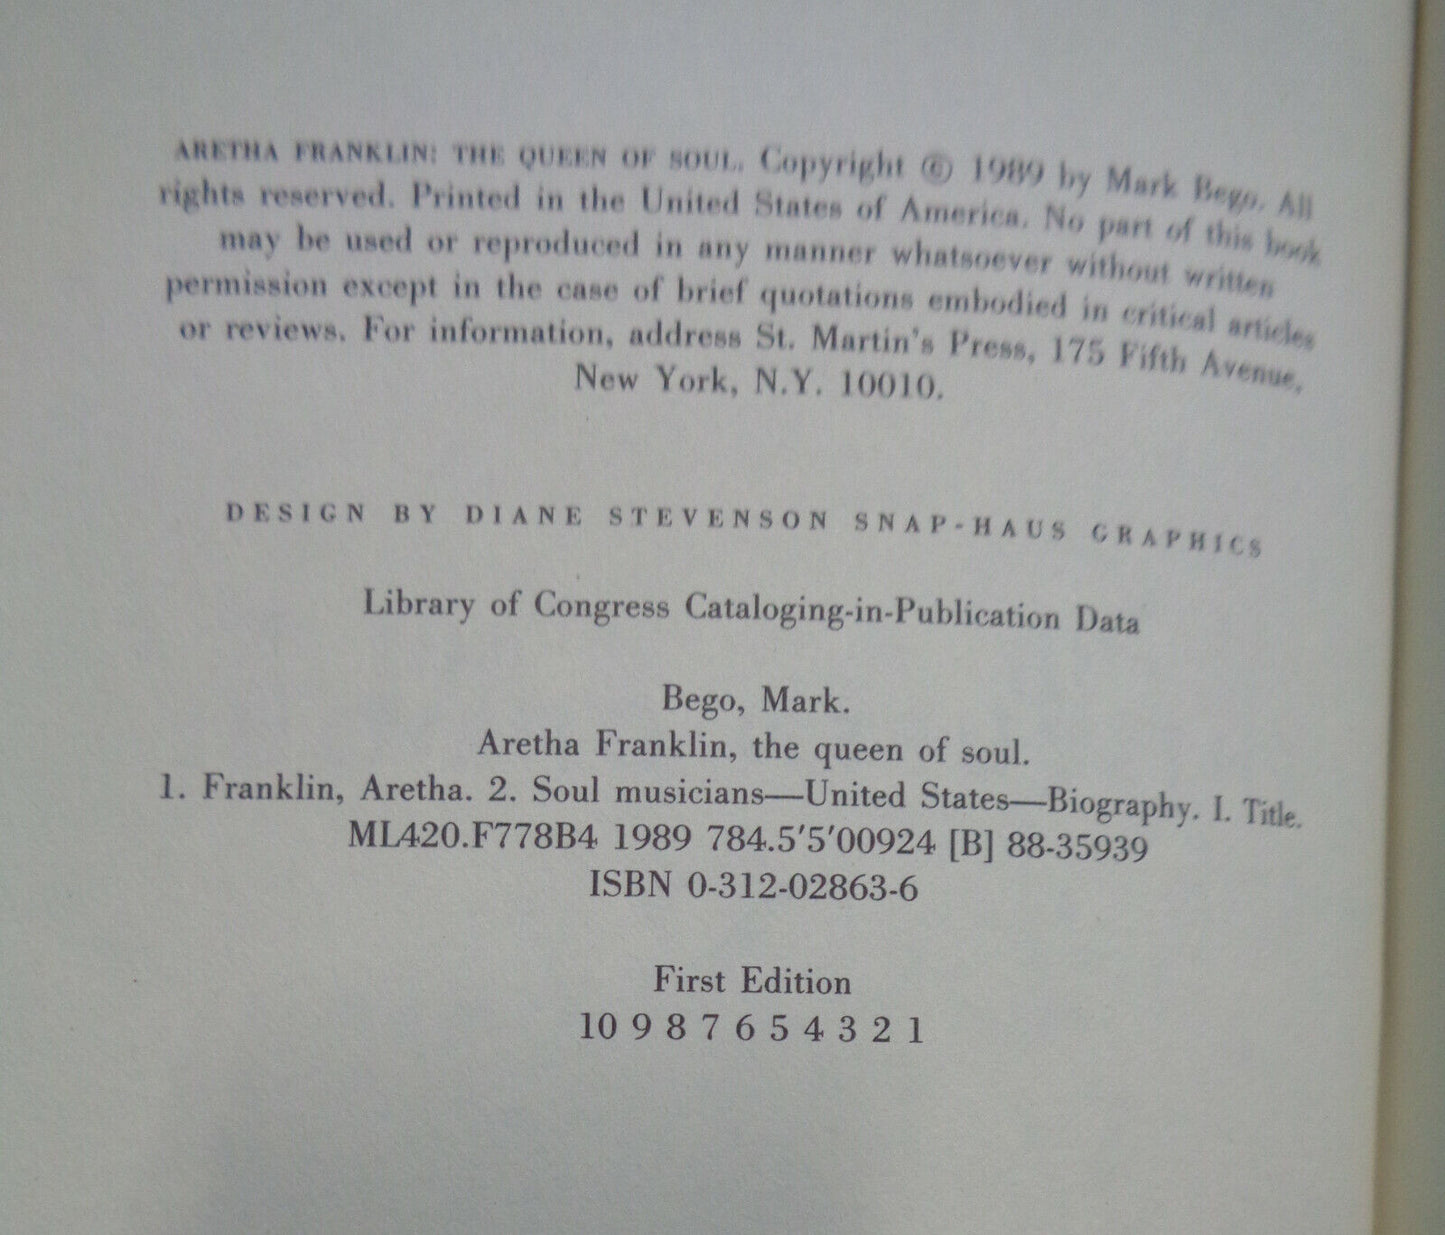 ARETHA FRANKLIN: THE QUEEN OF SOUL. Copyright © 1989 by Mark Bego. All
rights reserved. Printed in the United States of America. No part of this book
may be used or reproduced in any manner whatsoever without written
permission except in the case of brief quotations embodied in critical articles
or reviews. For information, address St. Martin's Press, 175 Fifth Avenue,
New York, N.Y. 10010.
DESIGN BY DIANE STEVENSON SNAP-HAUS GRAPHICS
Library of Congress Cataloging-in-Publication Data
Bego, Mark.
Aretha Franklin, the queen of soul.
1. Franklin, Aretha. 2. Soul musicians—United States—Biography. I. Title.
ML420.F778B4 1989 784.5'5'00924 [B] 88-35939
ISBN 0-312-02863-6
First Edition
10 9 8 7 6 5 4 3 2 1